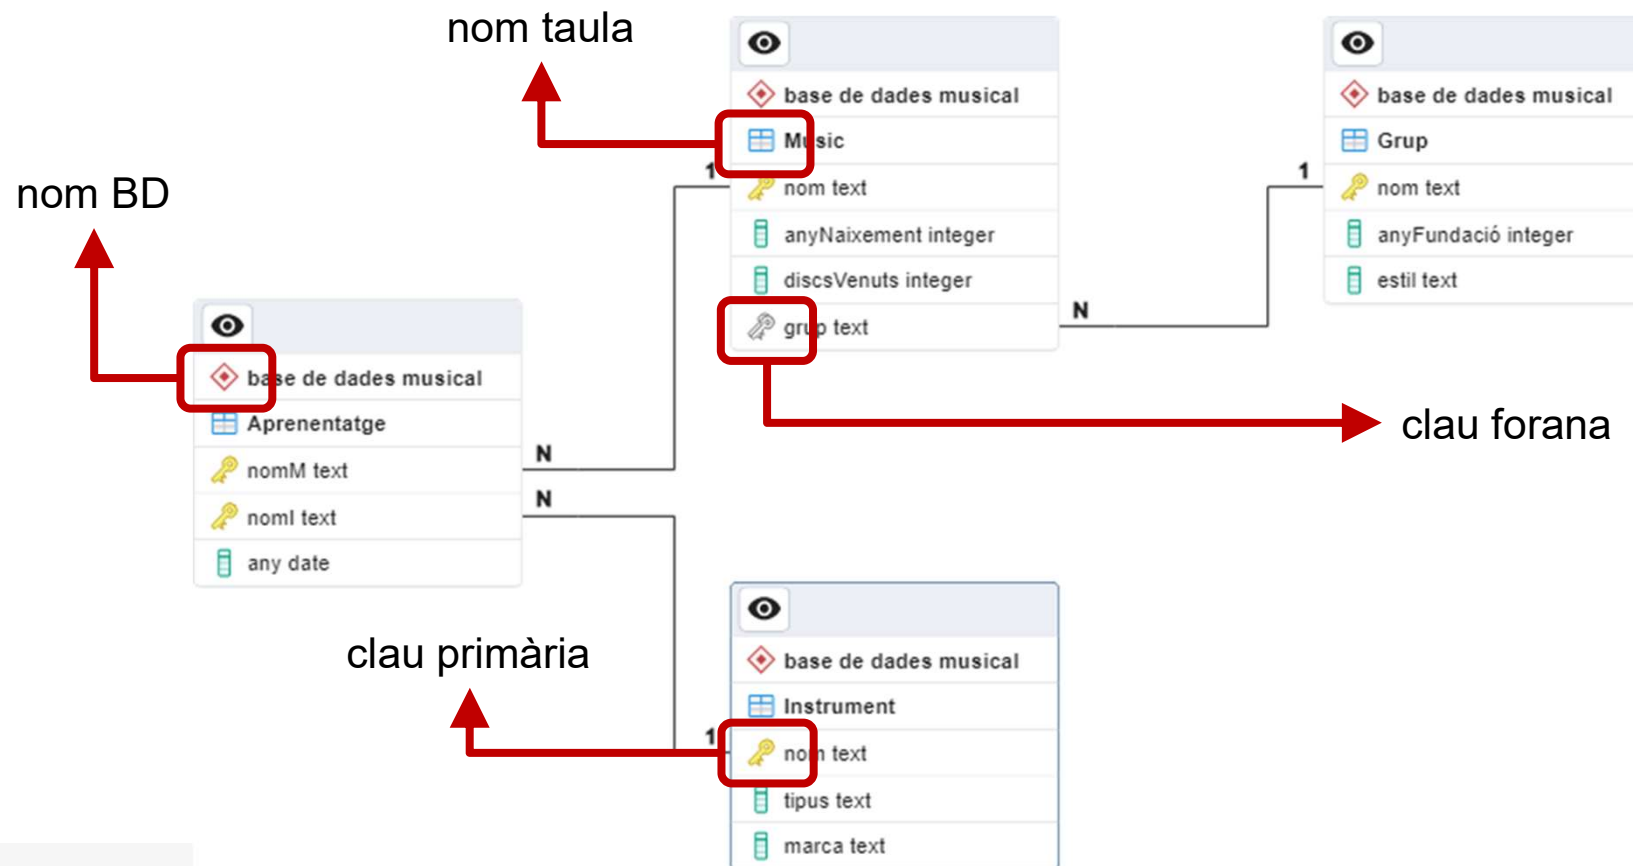 nom taula
base de dades musical
Music
1
nom text
anyNaixement integer
discsVenuts integer
grup text
N
base de dades musical
Grup
1
nom text
anyFundació integer
estil text
nom BD
base de dades musical
Aprenentatge
nomM text
N
nomI text
N
any date
clau forana
clau primària
base de dades musical
Instrument
1
nom text
tipus text
marca text